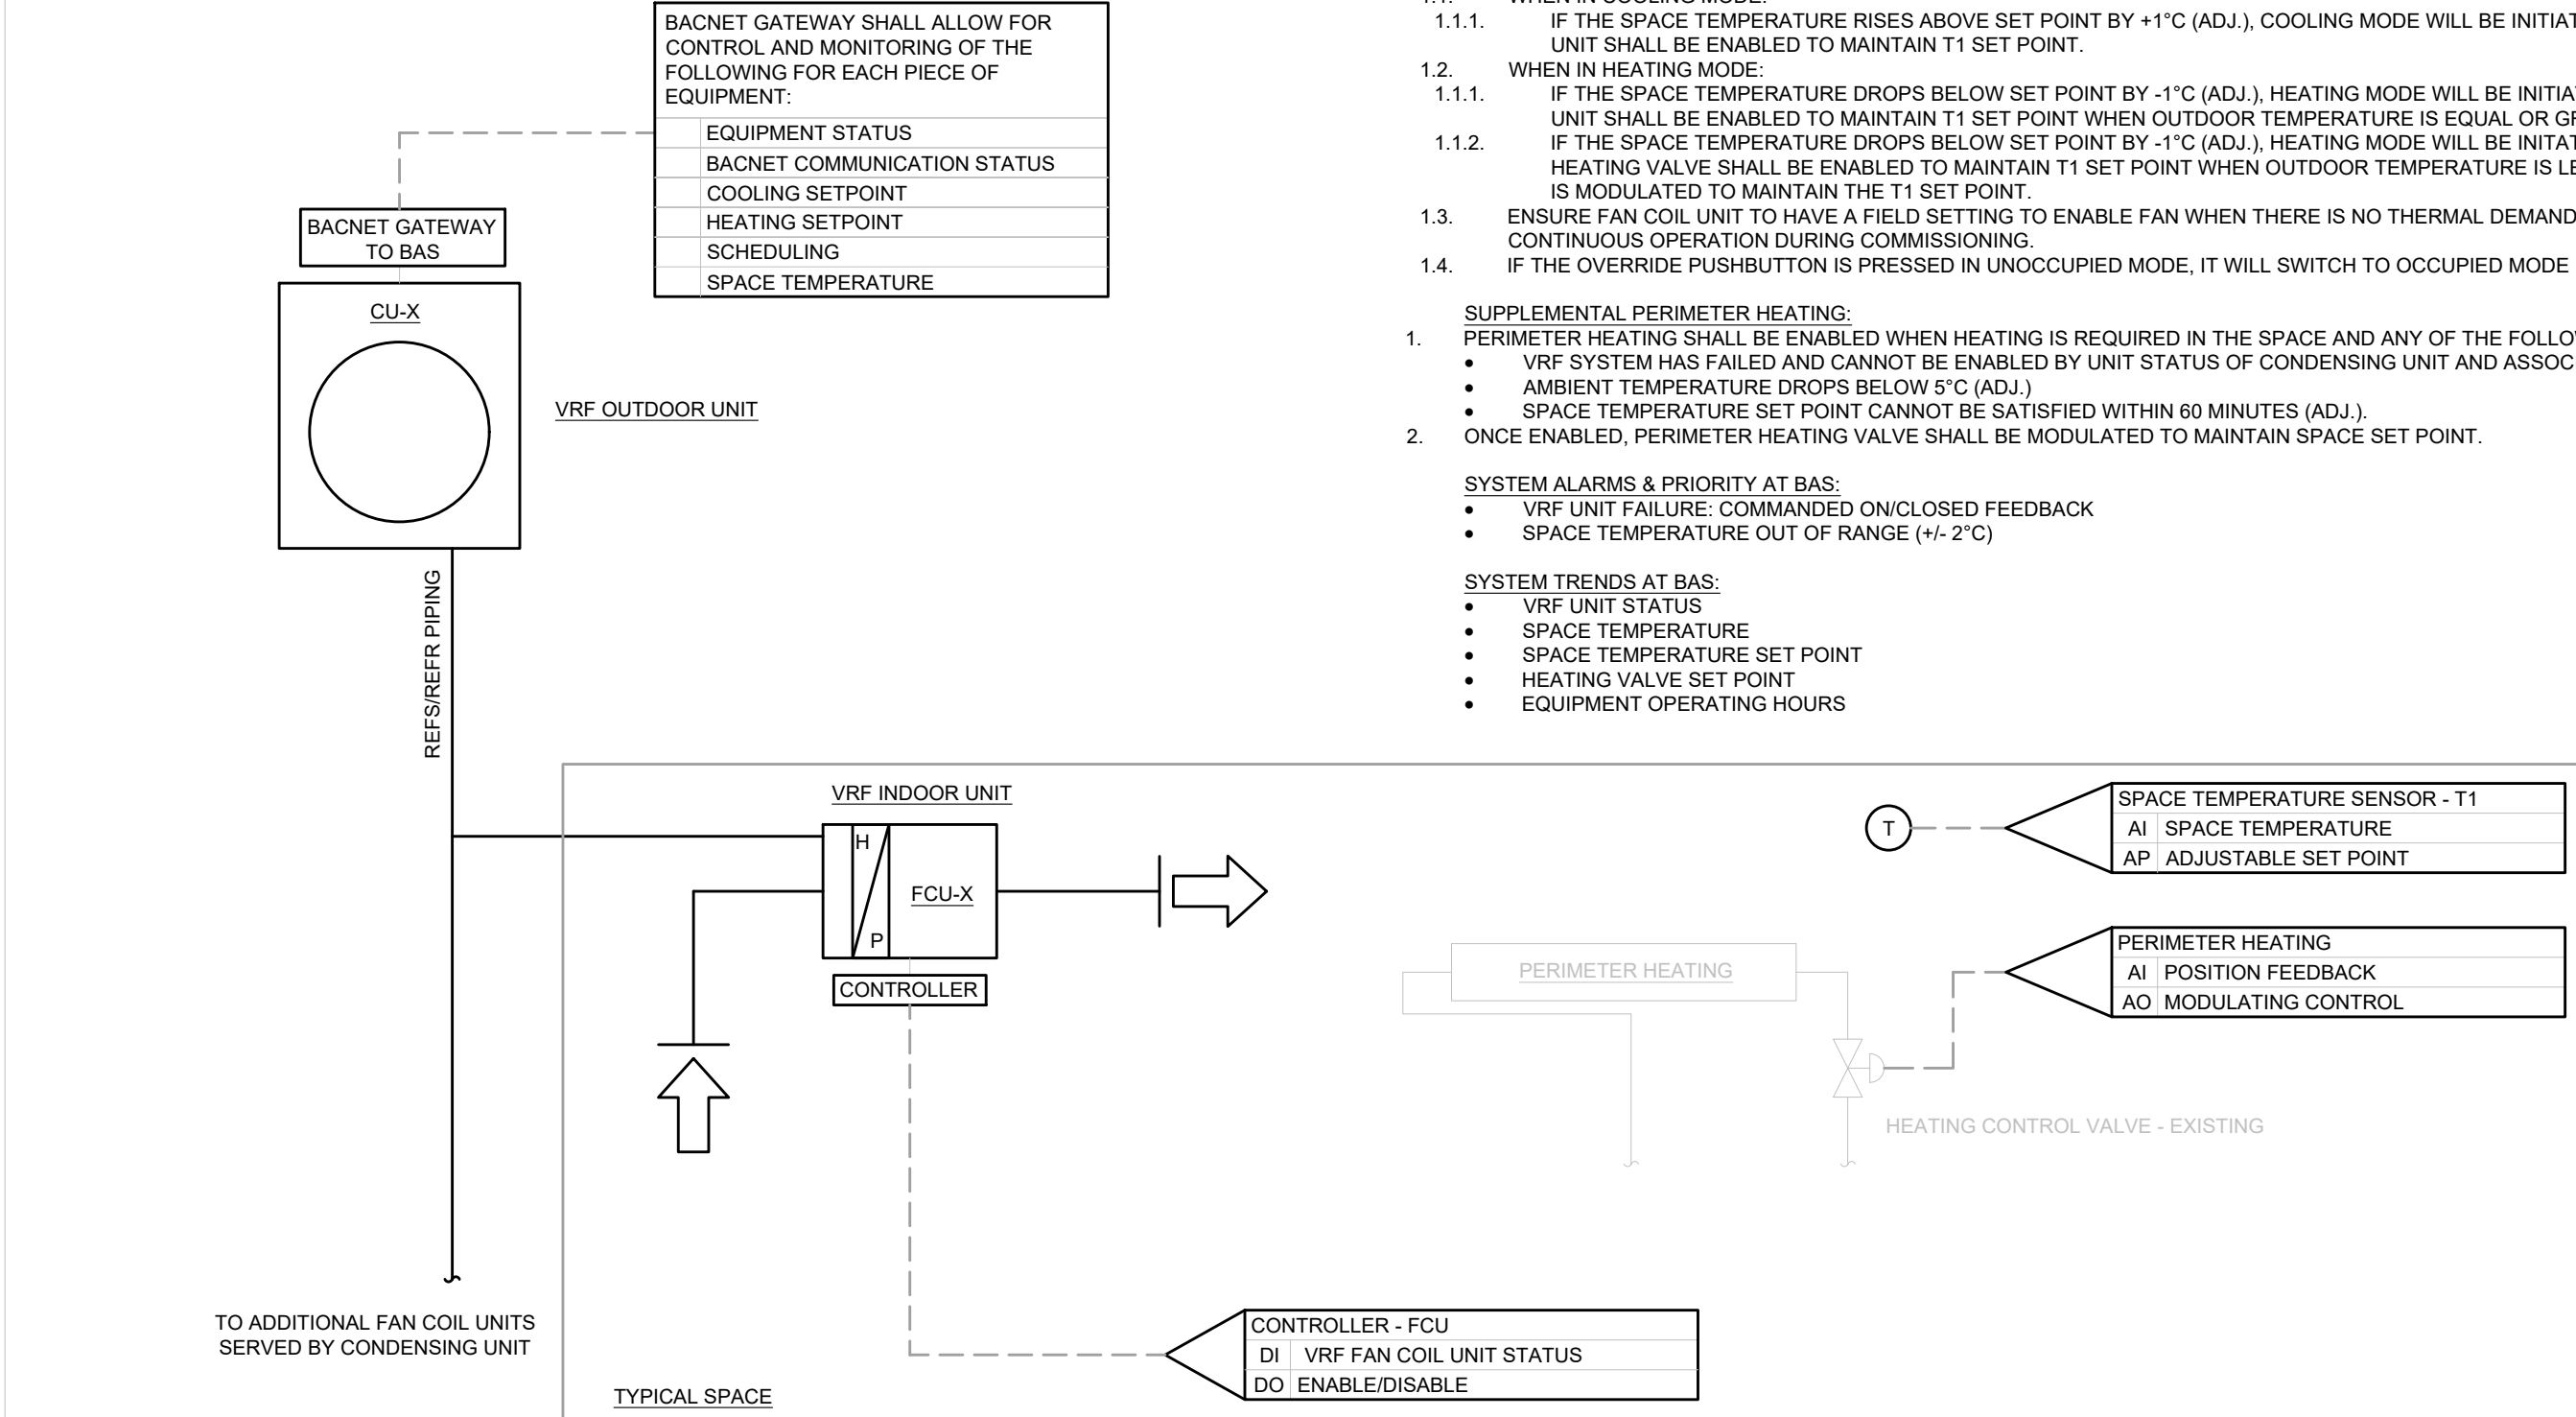 BACNET GATEWAY SHALL ALLOW FOR
CONTROL AND MONITORING OF THE
FOLLOWING FOR EACH PIECE OF
EQUIPMENT:
EQUIPMENT STATUS
BACNET COMMUNICATION STATUS
COOLING SETPOINT
HEATING SETPOINT
SCHEDULING
SPACE TEMPERATURE
BACNET GATEWAY
TO BAS
CU-X
VRF OUTDOOR UNIT
REFS/REFR PIPING
1.1. WHEN IN COOLING MODE:
1.1.1. IF THE SPACE TEMPERATURE RISES ABOVE SET POINT BY +1°C (ADJ.), COOLING MODE WILL BE
UNIT SHALL BE ENABLED TO MAINTAIN T1 SET POINT.
1.2. WHEN IN HEATING MODE:
1.1.1. IF THE SPACE TEMPERATURE DROPS BELOW SET POINT BY -1°C (ADJ.), HEATING MODE WILL BE
UNIT SHALL BE ENABLED TO MAINTAIN T1 SET POINT WHEN OUTDOOR TEMPERATURE IS EQUAL OR
1.1.2. IF THE SPACE TEMPERATURE DROPS BELOW SET POINT BY -1°C (ADJ.), HEATING MODE WILL BE
HEATING VALVE SHALL BE ENABLED TO MAINTAIN T1 SET POINT WHEN OUTDOOR TEMPERATURE IS
IS MODULATED TO MAINTAIN THE T1 SET POINT.
1.3. ENSURE FAN COIL UNIT TO HAVE A FIELD SETTING TO ENABLE FAN WHEN THERE IS NO THERMAL DEMAND
CONTINUOUS OPERATION DURING COMMISSIONING.
1.4. IF THE OVERRIDE PUSHBUTTON IS PRESSED IN UNOCCUPIED MODE, IT WILL SWITCH TO OCCUPIED MODE
SUPPLEMENTAL PERIMETER HEATING:
1. PERIMETER HEATING SHALL BE ENABLED WHEN HEATING IS REQUIRED IN THE SPACE AND ANY OF THE
• VRF SYSTEM HAS FAILED AND CANNOT BE ENABLED BY UNIT STATUS OF CONDENSING UNIT AND
• AMBIENT TEMPERATURE DROPS BELOW 5°C (ADJ.)
• SPACE TEMPERATURE SET POINT CANNOT BE SATISFIED WITHIN 60 MINUTES (ADJ.).
2. ONCE ENABLED, PERIMETER HEATING VALVE SHALL BE MODULATED TO MAINTAIN SPACE SET POINT.
SYSTEM ALARMS & PRIORITY AT BAS:
• VRF UNIT FAILURE: COMMANDED ON/CLOSED FEEDBACK
• SPACE TEMPERATURE OUT OF RANGE (+/- 2°C)
SYSTEM TRENDS AT BAS:
• VRF UNIT STATUS
• SPACE TEMPERATURE
• SPACE TEMPERATURE SET POINT
• HEATING VALVE SET POINT
• EQUIPMENT OPERATING HOURS
VRF INDOOR UNIT
H
P
FCU-X
CONTROLLER
T
SPACE TEMPERATURE SENSOR - T1
AI SPACE TEMPERATURE
AP ADJUSTABLE SET POINT
PERIMETER HEATING
PERIMETER HEATING
AI POSITION FEEDBACK
AO MODULATING CONTROL
HEATING CONTROL VALVE - EXISTING
TO ADDITIONAL FAN COIL UNITS
SERVED BY CONDENSING UNIT
CONTROLLER - FCU
DI VRF FAN COIL UNIT STATUS
DO ENABLE/DISABLE
TYPICAL SPACE